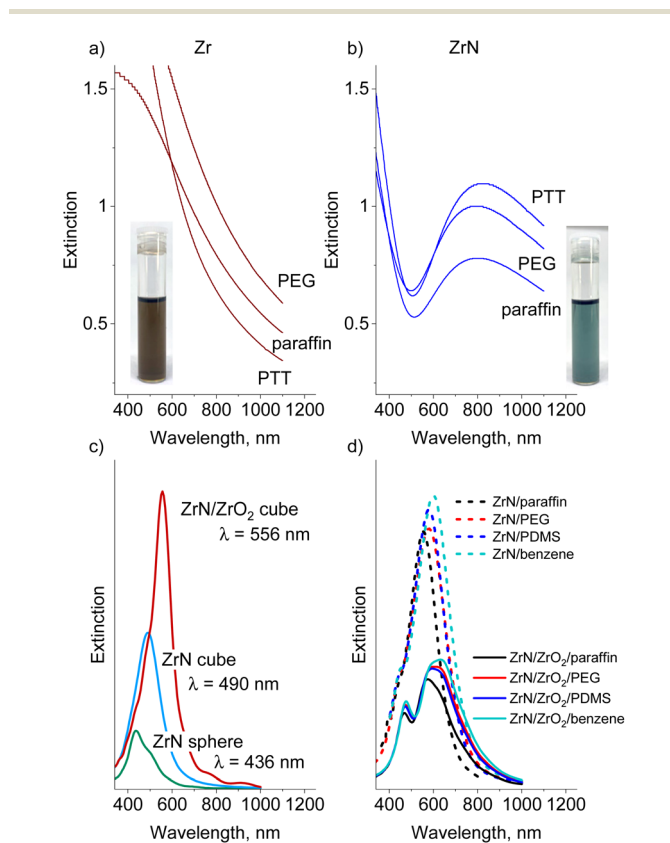 a) Zr
b) ZrN
1.5
1
0.5
Extinction
PEG
paraffin
PTT
400 600 800 1000 1200
Wavelength, nm
1.5
1
0.5
Extinction
PTT
PEG
paraffin
400 600 800 1000 1200
Wavelength, nm
c)
Extinction
ZrN/ZrO₂ cube
λ = 556 nm
ZrN cube
λ = 490 nm
ZrN sphere
λ = 436 nm
400 600 800 1000 1200
Wavelength, nm
d)
Extinction
ZrN/paraffin
ZrN/PEG
ZrN/PDMS
ZrN/benzene
ZrN/ZrO₂/paraffin
ZrN/ZrO₂/PEG
ZrN/ZrO₂/PDMS
ZrN/ZrO₂/benzene
400 600 800 1000 1200
Wavelength, nm